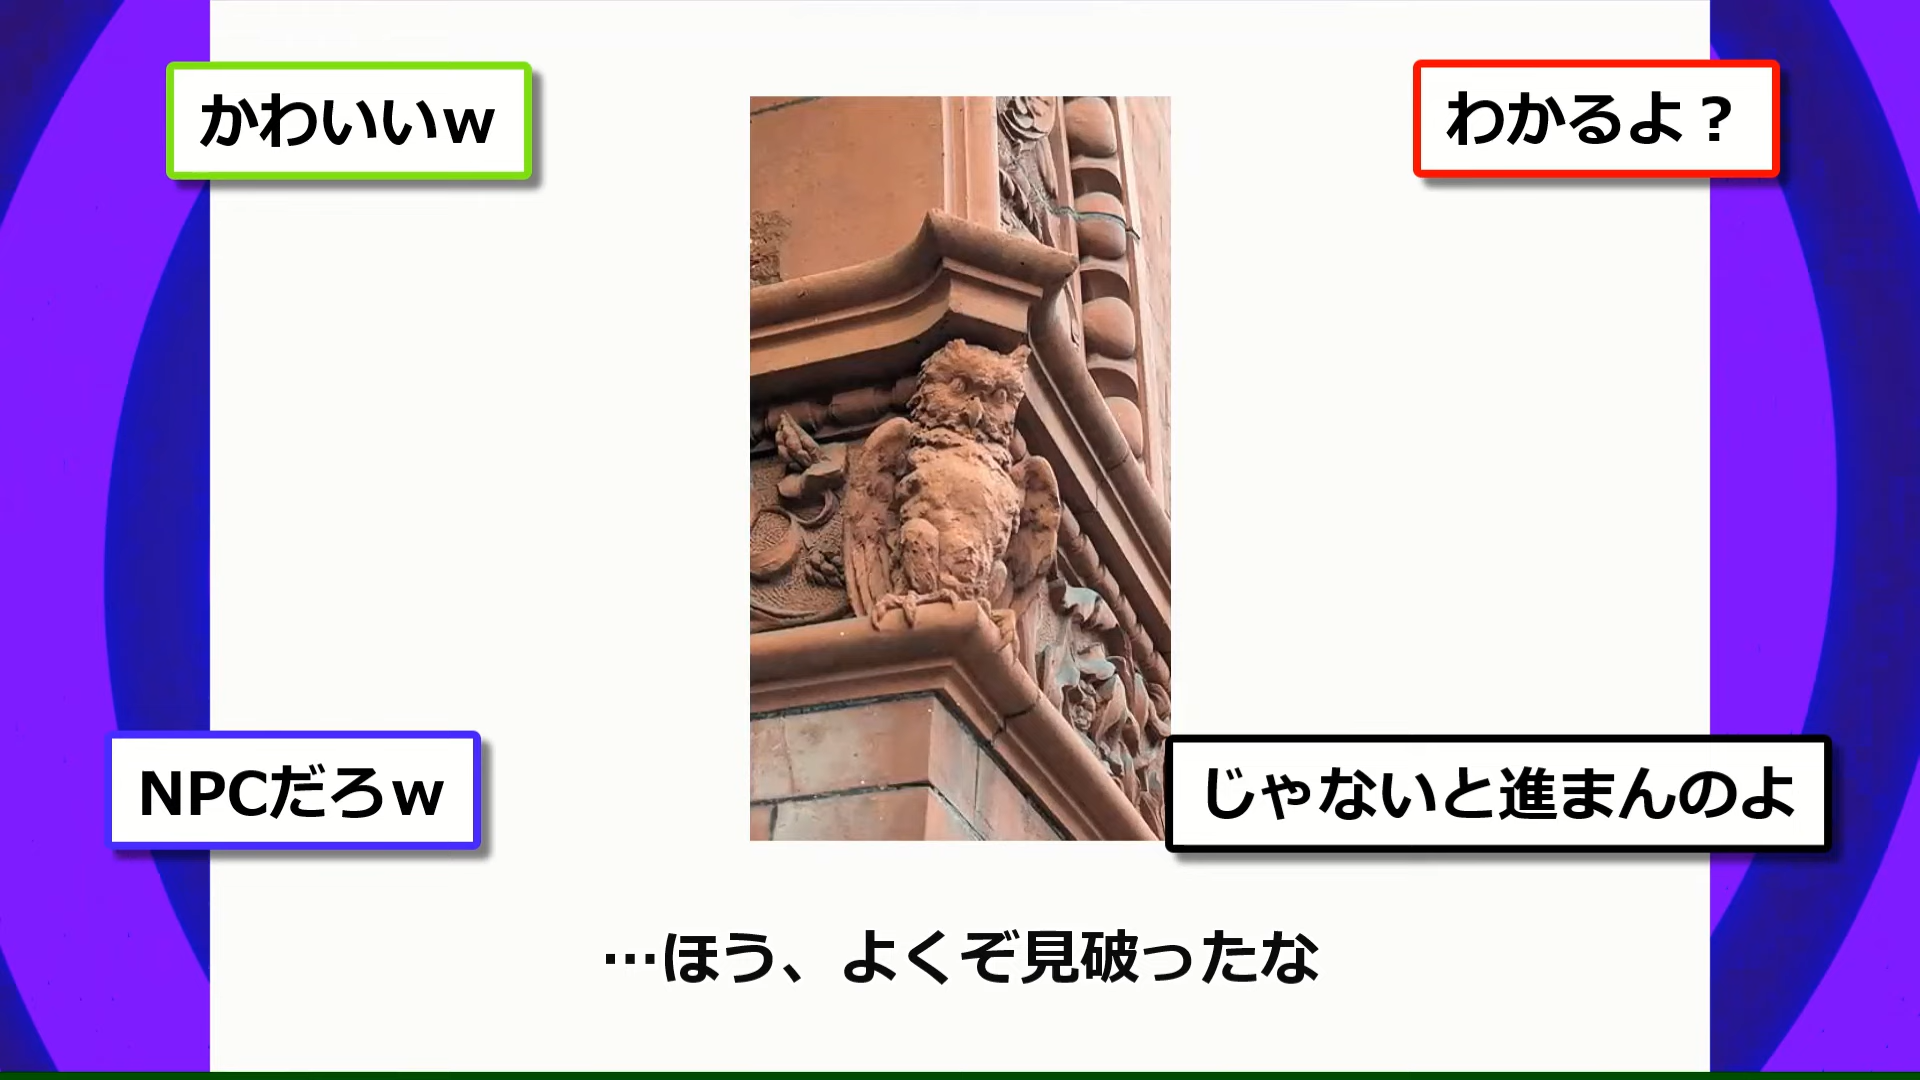 かわいいw
わかるよ？
NPCだろw
じゃないと進まんのよ
…ほう、よくぞ見破ったな